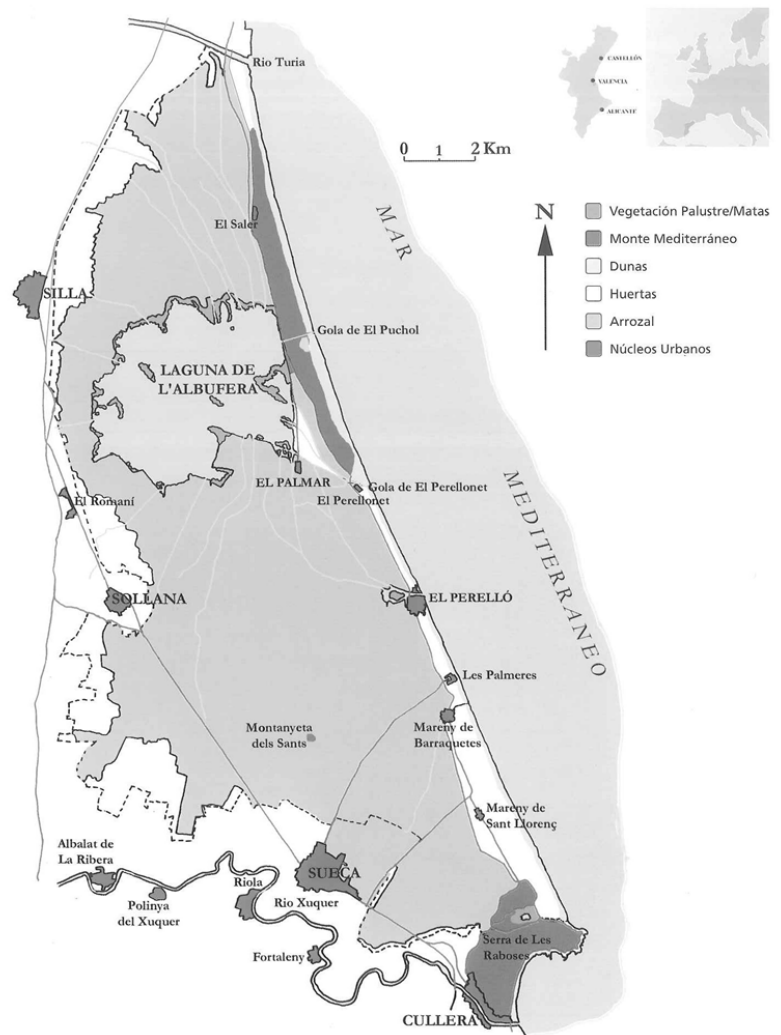 Rio Turia
CASTELLÓN
VALENCIA
ALICANTE
0 1 2 Km
MAR
N
Vegetación Palustre/Matas
Monte Mediterráneo
Dunas
Huertas
Arrozal
Núcleos Urbanos
El Saler
SILLA
Gola de El Puchol
LAGUNA DE
L'ALBUFERA
EL PALMAR
Gola de El Perellonet
El Perellonet
El Romaní
MEDITERRANEO
SOLLANA
EL PERELLÓ
Les Palmeres
Montanyeta
dels Sants
Mareny de
Barraquetes
Mareny de
Sant Llorenç
Albalat de
La Ribera
Polinya
del Xuquer
Riola
SUECA
Rio Xuquer
Fortaleny
Serra de Les
Raboses
CULLERA